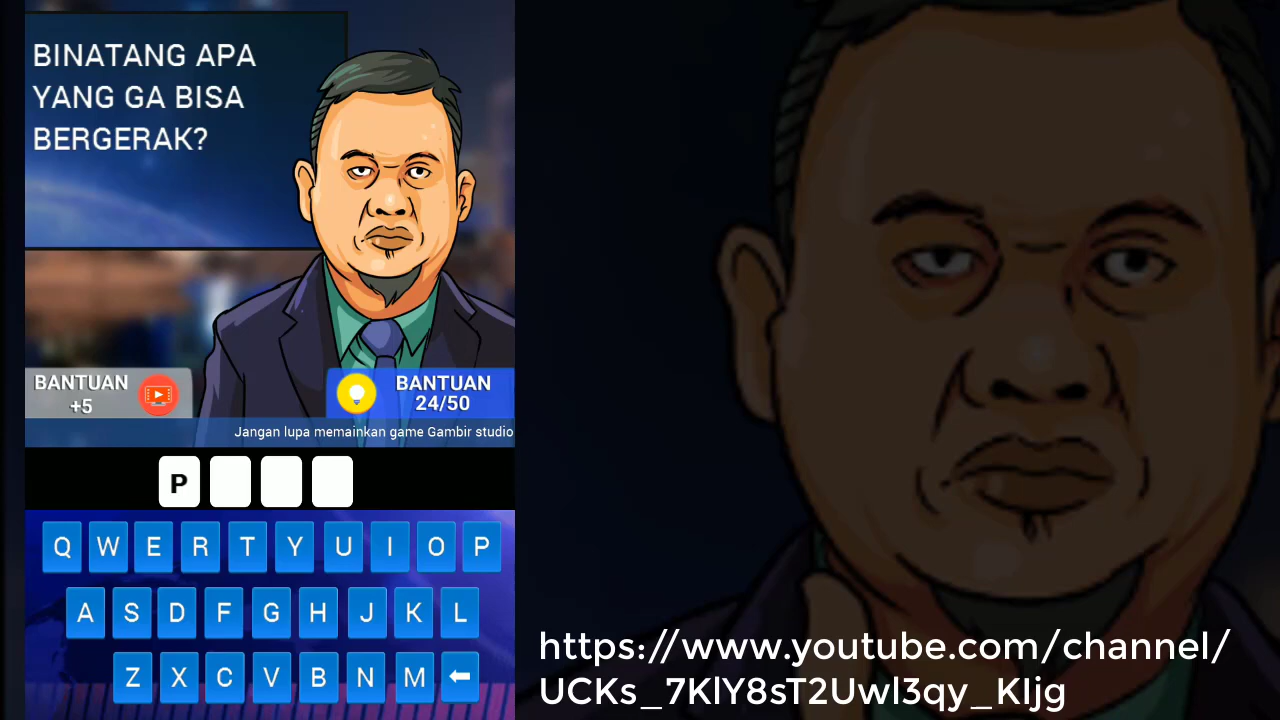 BINATANG APA
YANG GA BISA
BERGERAK?
BANTUAN
+5
BANTUAN
24/50
Jangan lupa memainkan game Gambir studio
P
Q W E R T Y U I O P
A S D F G H J K L
Z X C V B N M
https://www.youtube.com/channel/
UCKs_7KlY8sT2Uwl3qy_KIjg